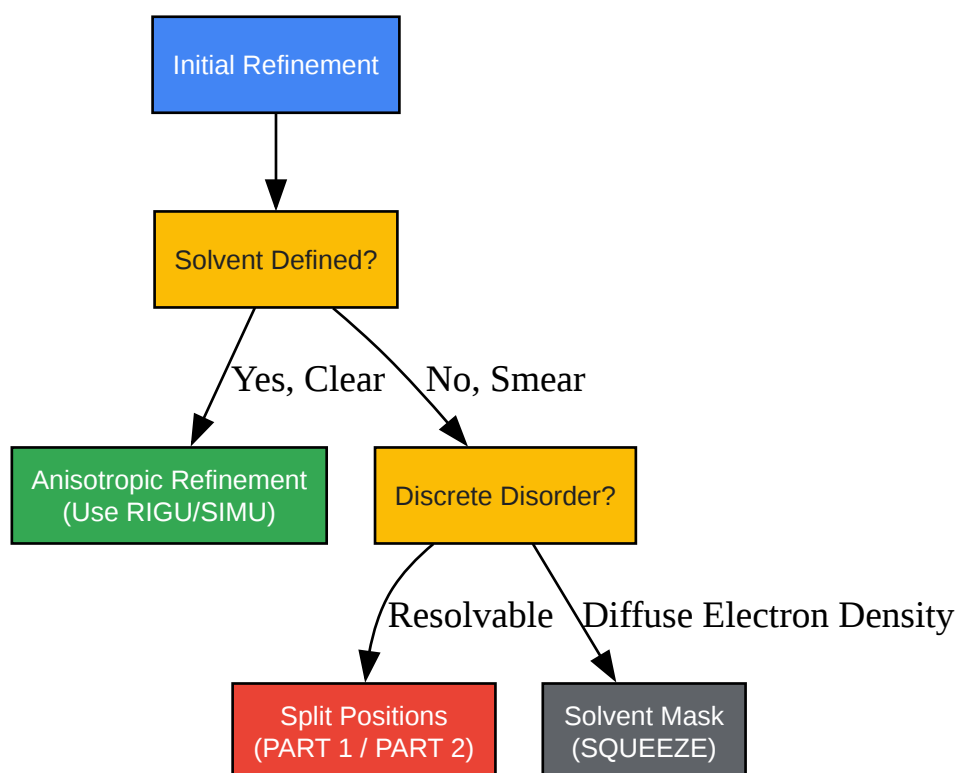 Initial Refinement
Solvent Defined?
Yes, Clear
No, Smear
Anisotropic Refinement
(Use RIGU/SIMU)
Discrete Disorder?
Resolvable
Diffuse Electron Density
Split Positions
(PART 1 / PART 2)
Solvent Mask
(SQUEEZE)